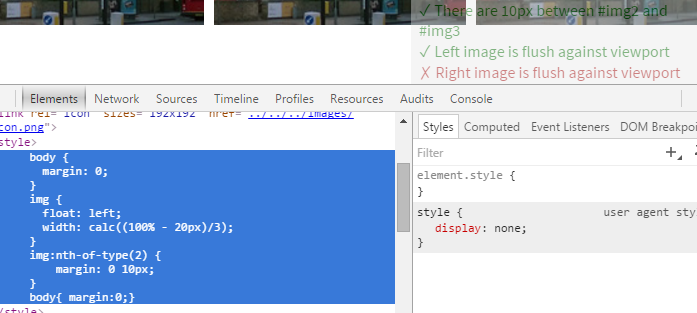 ✓ There are 10px between #img2 and
#img3
✓ Left image is flush against viewport
✗ Right image is flush against viewport
Elements Network Sources Timeline Profiles Resources Audits Console
link rel="icon" sizes="192x192" href="../../../images/
con.png">
style>
body {
margin: 0;
}
img {
float: left;
width: calc((100% - 20px)/3);
}
img:nth-of-type(2) {
margin: 0 10px;
}
body{ margin:0;}
/style>
Styles Computed Event Listeners DOM Breakpoi
Filter
element.style {
}
style { user agent sty
display: none;
}